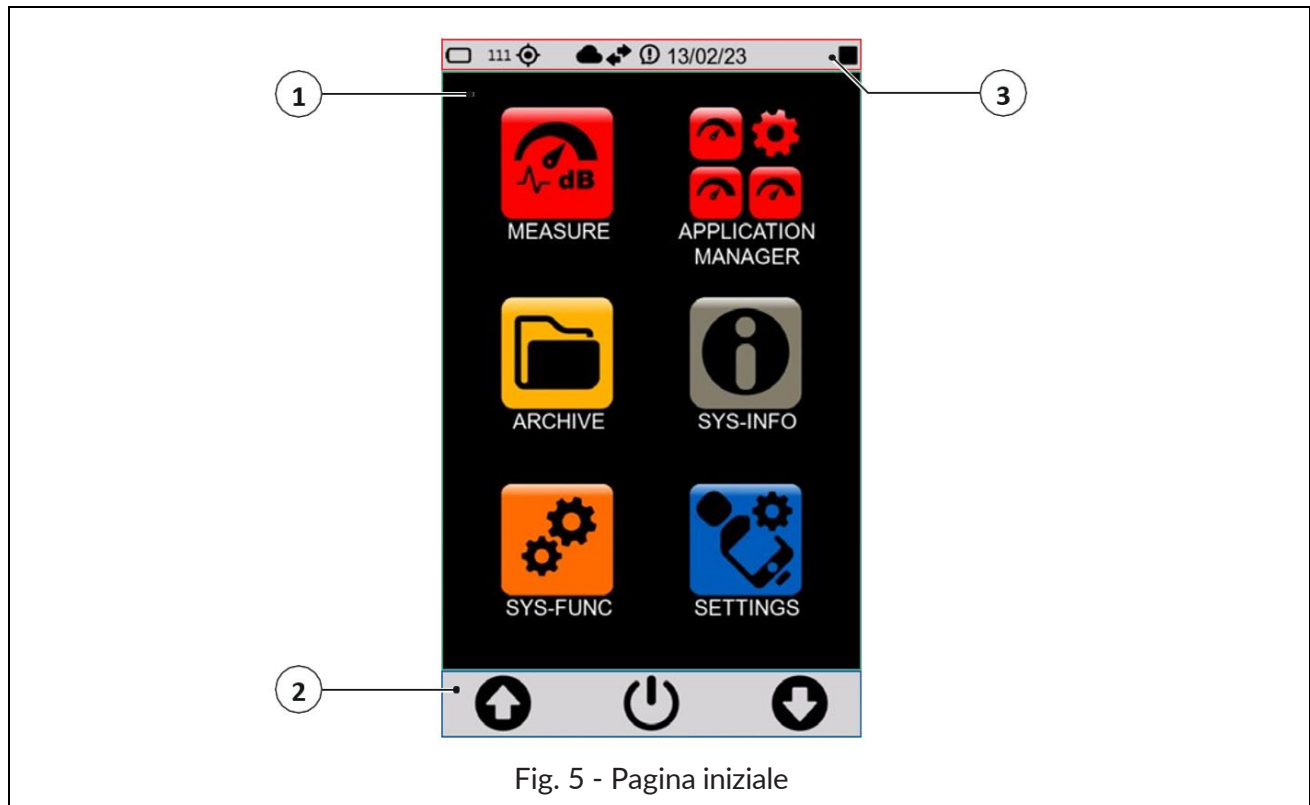 111 13/02/23
1
3
dB
MEASURE
APPLICATION
MANAGER
ARCHIVE
SYS-INFO
SYS-FUNC
SETTINGS
2
Fig. 5 - Pagina iniziale